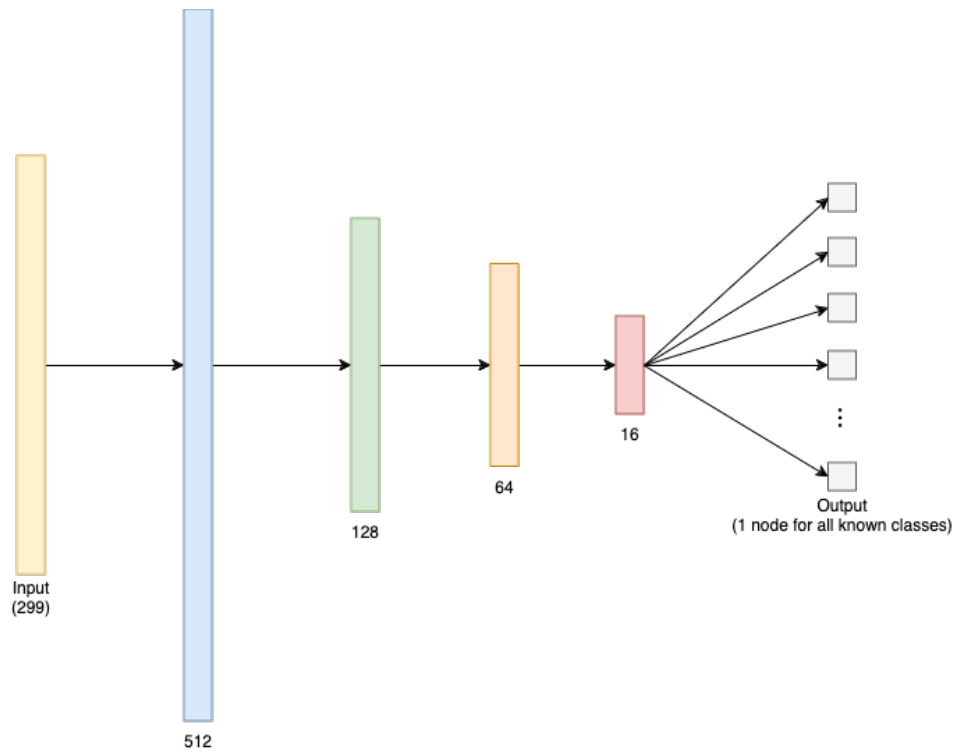 Input
(299)
512
128
64
16
⋮
Output
(1 node for all known classes)